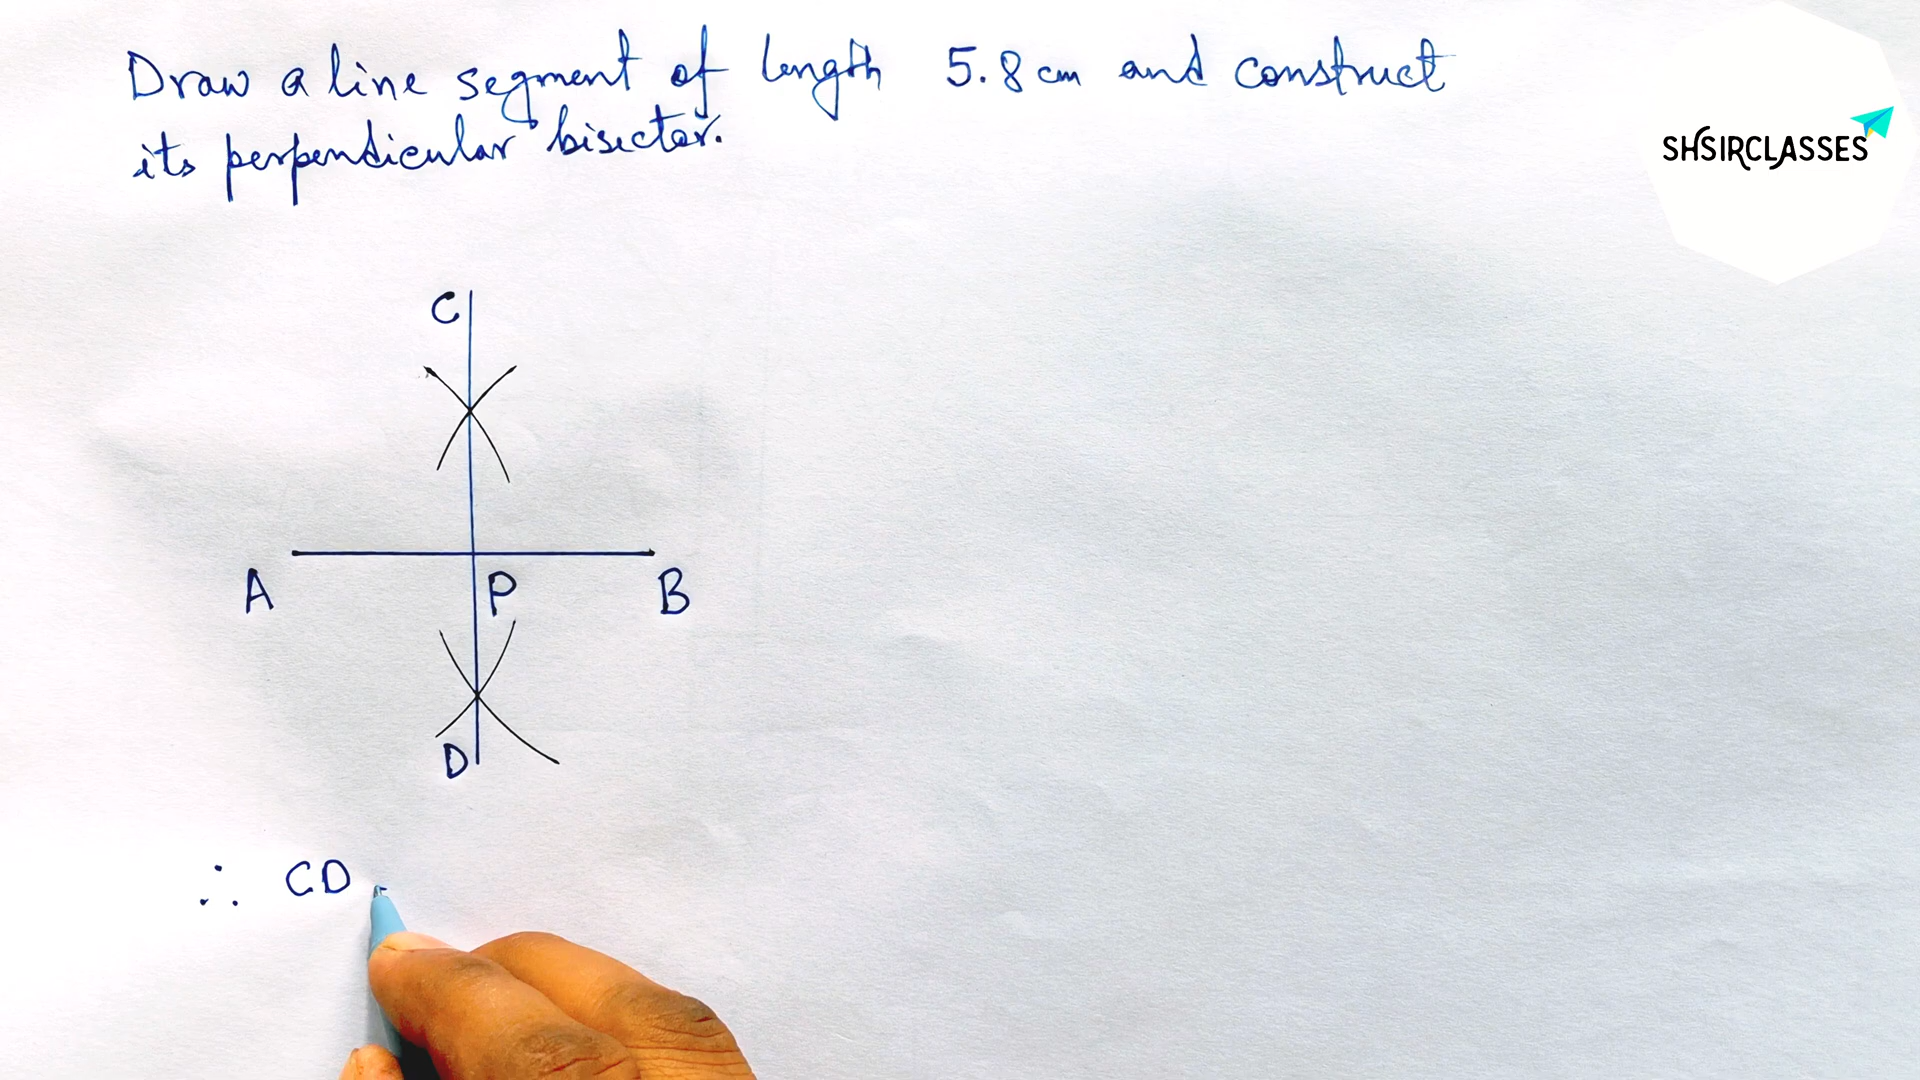 Draw a line segment of length 5.8 cm and construct
its perpendicular bisector.
SHSIRCLASSES
C
A P B
D
∴ CD